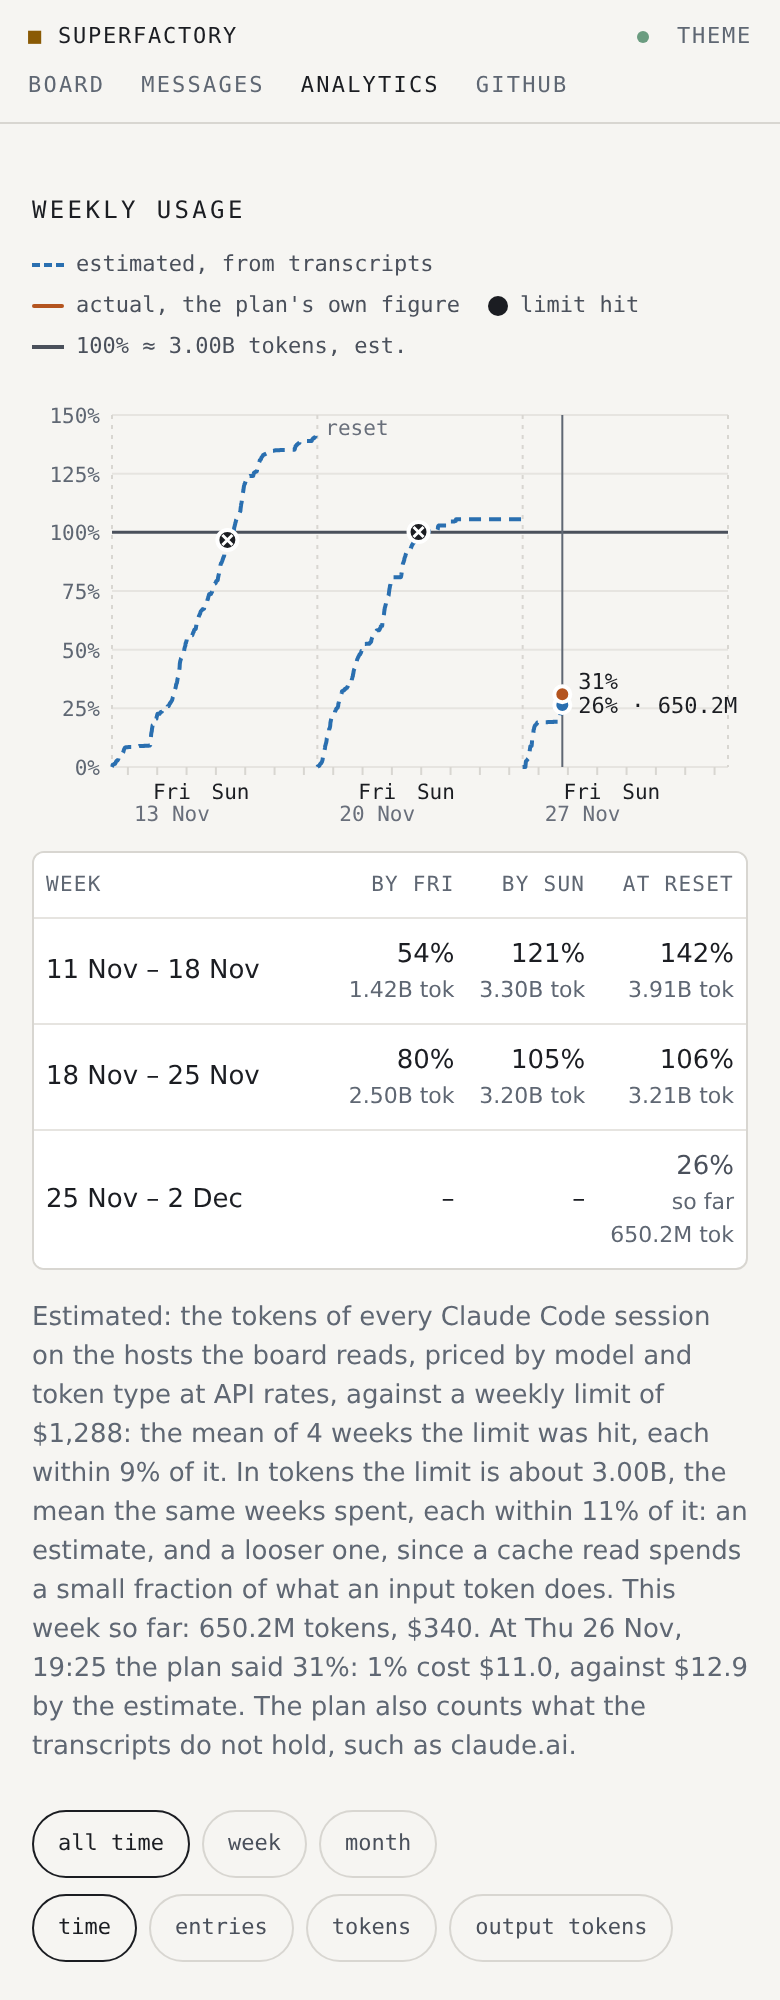 SUPERFACTORY THEME
BOARD MESSAGES ANALYTICS GITHUB
WEEKLY USAGE
estimated, from transcripts
actual, the plan's own figure limit hit
100% ≈ 3.00B tokens, est.
150%
reset
125%
100%
75%
50%
31%
25%
26% · 650.2M
0%
Fri Sun Fri Sun Fri Sun
13 Nov 20 Nov 27 Nov
WEEK BY FRI BY SUN AT RESET
11 Nov – 18 Nov 54% 121% 142%
1.42B tok 3.30B tok 3.91B tok
18 Nov – 25 Nov 80% 105% 106%
2.50B tok 3.20B tok 3.21B tok
25 Nov – 2 Dec – – 26%
so far
650.2M tok
Estimated: the tokens of every Claude Code session
on the hosts the board reads, priced by model and
token type at API rates, against a weekly limit of
$1,288: the mean of 4 weeks the limit was hit, each
within 9% of it. In tokens the limit is about 3.00B, the
mean the same weeks spent, each within 11% of it: an
estimate, and a looser one, since a cache read spends
a small fraction of what an input token does. This
week so far: 650.2M tokens, $340. At Thu 26 Nov,
19:25 the plan said 31%: 1% cost $11.0, against $12.9
by the estimate. The plan also counts what the
transcripts do not hold, such as claude.ai.
all time week month
time entries tokens output tokens